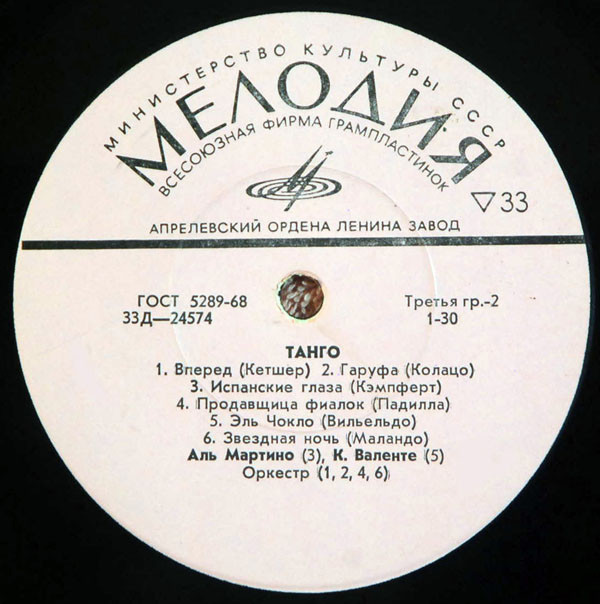 МИНИСТЕРСТВО КУЛЬТУРЫ СССР
МЕЛОДИЯ
ВСЕСОЮЗНАЯ ФИРМА ГРАМПЛАСТИНОК
▽33
АПРЕЛЕВСКИЙ ОРДЕНА ЛЕНИНА ЗАВОД
ГОСТ 5289-68 Третья гр.-2
33Д—24574 1-30
ТАНГО
1. Вперед (Кетшер) 2. Гаруфа (Колацо)
3. Испанские глаза (Кэмпферт)
4. Продавщица фиалок (Падилла)
5. Эль Чокло (Вильельдо)
6. Звездная ночь (Маландо)
Аль Мартино (3), К. Валенте (5)
Оркестр (1, 2, 4, 6)